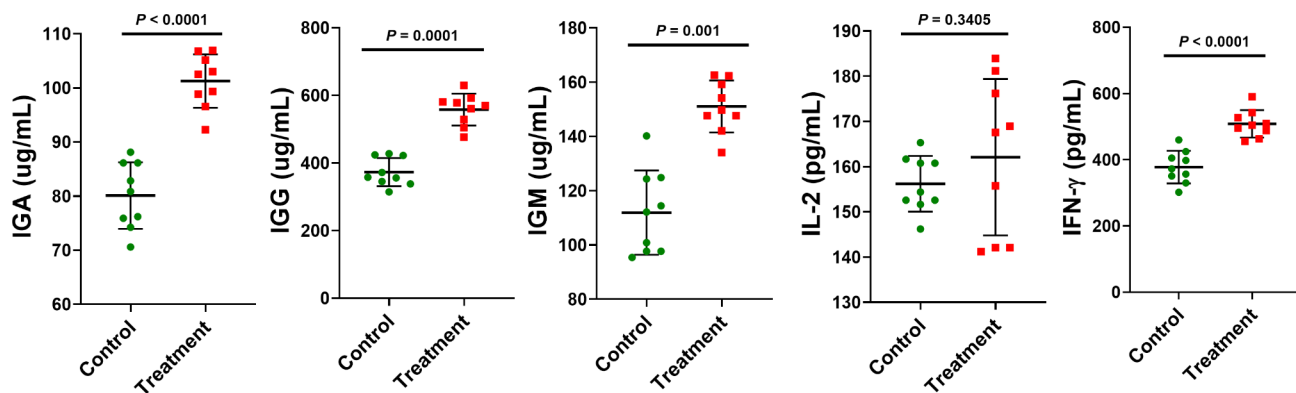 P < 0.0001
110
100
90
80
70
60
IGA (ug/mL)
Control
Treatment
P = 0.0001
800
600
400
200
0
IGG (ug/mL)
Control
Treatment
P = 0.001
180
160
140
120
100
80
IGM (ug/mL)
Control
Treatment
P = 0.3405
190
180
170
160
150
140
130
IL-2 (pg/mL)
Control
Treatment
P < 0.0001
800
600
400
200
0
IFN-γ (pg/mL)
Control
Treatment